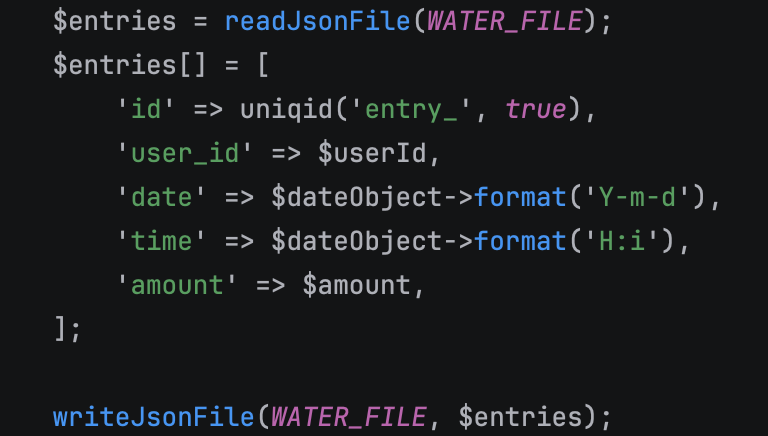 $entries = readJsonFile(WATER_FILE);
$entries[] = [
    'id' => uniqid('entry_', true),
    'user_id' => $userId,
    'date' => $dateObject->format('Y-m-d'),
    'time' => $dateObject->format('H:i'),
    'amount' => $amount,
];

writeJsonFile(WATER_FILE, $entries);